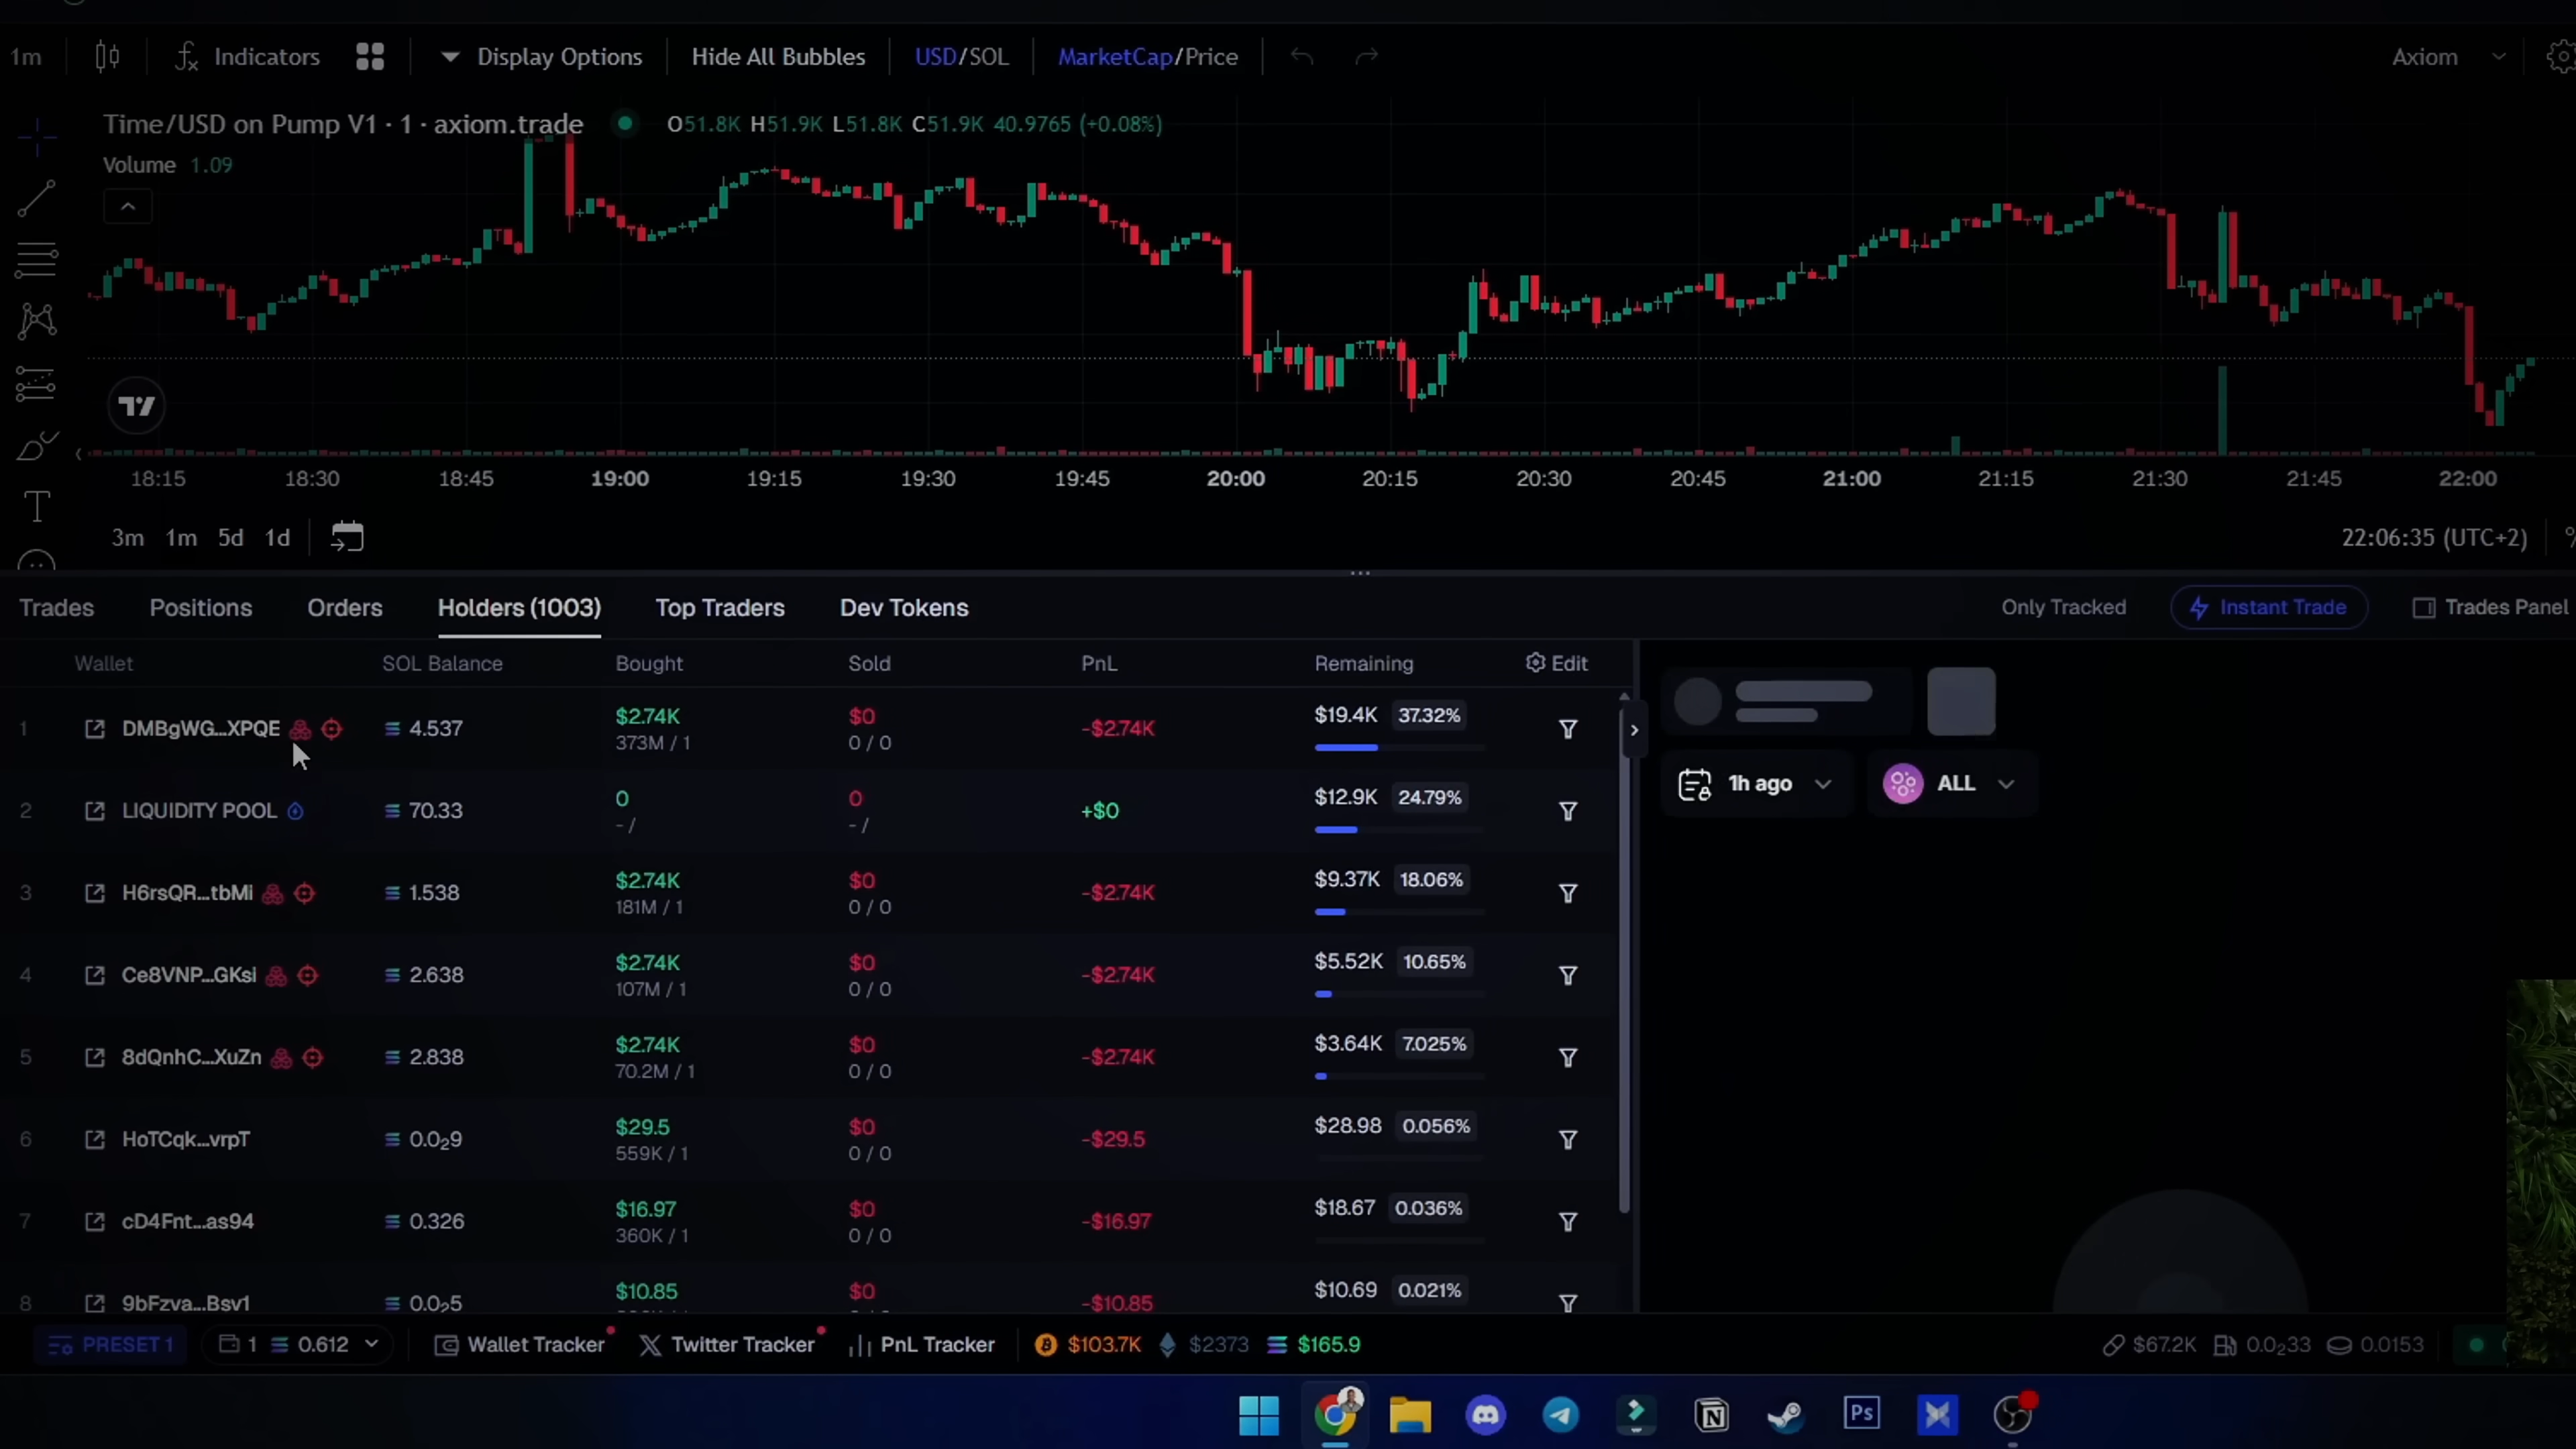 1m Indicators Display Options Hide All Bubbles USD/SOL MarketCap/Price Axiom
Time/USD on Pump V1 · 1 · axiom.trade O51.8K H51.9K L51.8K C51.9K 40.9765 (+0.08%)
Volume 1.09
18:15 18:30 18:45 19:00 19:15 19:30 19:45 20:00 20:15 20:30 20:45 21:00 21:15 21:30 21:45 22:00
3m 1m 5d 1d 22:06:35 (UTC+2) %
Trades Positions Orders Holders (1003) Top Traders Dev Tokens Only Tracked Instant Trade Trades Panel
Wallet SOL Balance Bought Sold PnL Remaining Edit
1 DMBgWG...XPQE 4.537 $2.74K $0 -$2.74K $19.4K 37.32%
373M / 1 0 / 0
1h ago ALL
2 LIQUIDITY POOL 70.33 0 0 +$0 $12.9K 24.79%
- / - /
3 H6rsQR...tbMi 1.538 $2.74K $0 -$2.74K $9.37K 18.06%
181M / 1 0 / 0
4 Ce8VNP...GKsi 2.638 $2.74K $0 -$2.74K $5.52K 10.65%
107M / 1 0 / 0
5 8dQnhC...XuZn 2.838 $2.74K $0 -$2.74K $3.64K 7.025%
70.2M / 1 0 / 0
6 HoTCqk...vrpT 0.0₂9 $29.5 $0 -$29.5 $28.98 0.056%
559K / 1 0 / 0
7 cD4Fnt...as94 0.326 $16.97 $0 -$16.97 $18.67 0.036%
360K / 1 0 / 0
8 9bFzva...Bsv1 0.0₂5 $10.85 $0 -$10.85 $10.69 0.021%
PRESET 1 1 0.612 Wallet Tracker Twitter Tracker PnL Tracker $103.7K $2373 $165.9 $67.2K 0.0₂33 0.0153
Ps